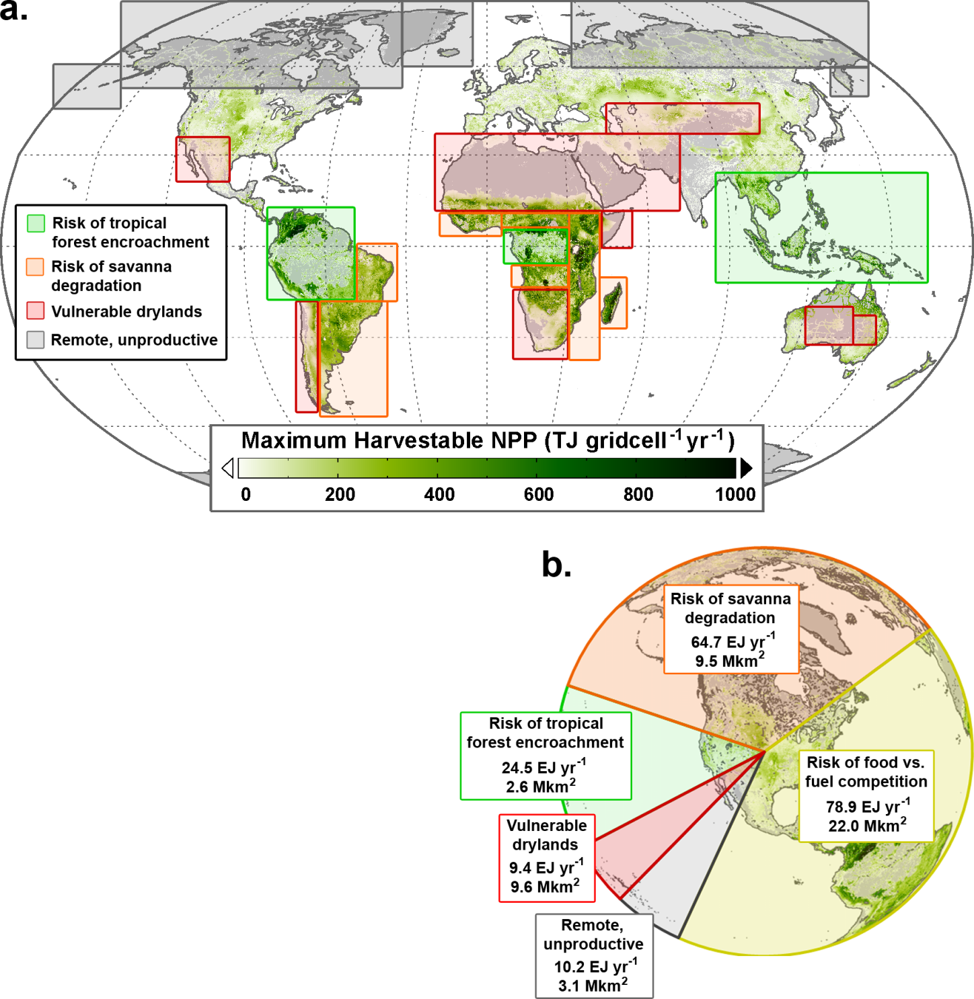 a.
Risk of tropical
forest encroachment
Risk of savanna
degradation
Vulnerable drylands
Remote, unproductive
Maximum Harvestable NPP (TJ gridcell⁻¹ yr⁻¹)
0 200 400 600 800 1000
b.
Risk of savanna
degradation
64.7 EJ yr⁻¹
9.5 Mkm²
Risk of tropical
forest encroachment
24.5 EJ yr⁻¹
2.6 Mkm²
Risk of food vs.
fuel competition
78.9 EJ yr⁻¹
22.0 Mkm²
Vulnerable
drylands
9.4 EJ yr⁻¹
9.6 Mkm²
Remote,
unproductive
10.2 EJ yr⁻¹
3.1 Mkm²